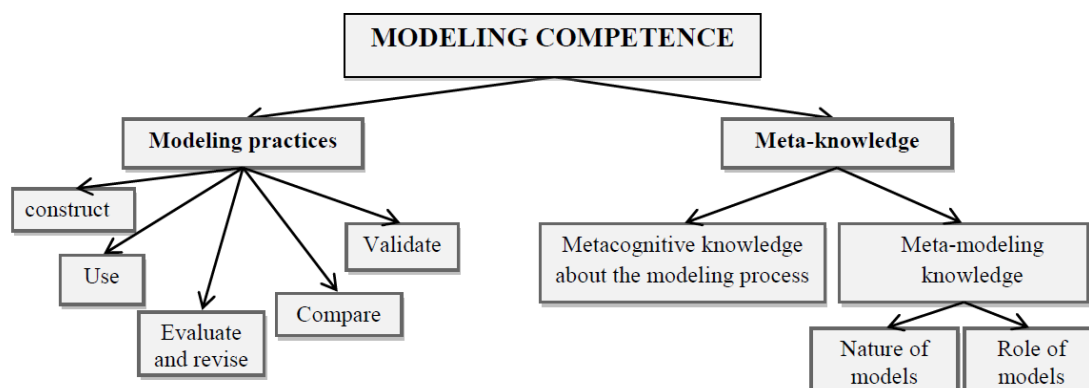 MODELING COMPETENCE
Modeling practices
Meta-knowledge
construct
Use
Evaluate
and revise
Compare
Validate
Metacognitive knowledge
about the modeling process
Meta-modeling
knowledge
Nature of
models
Role of
models